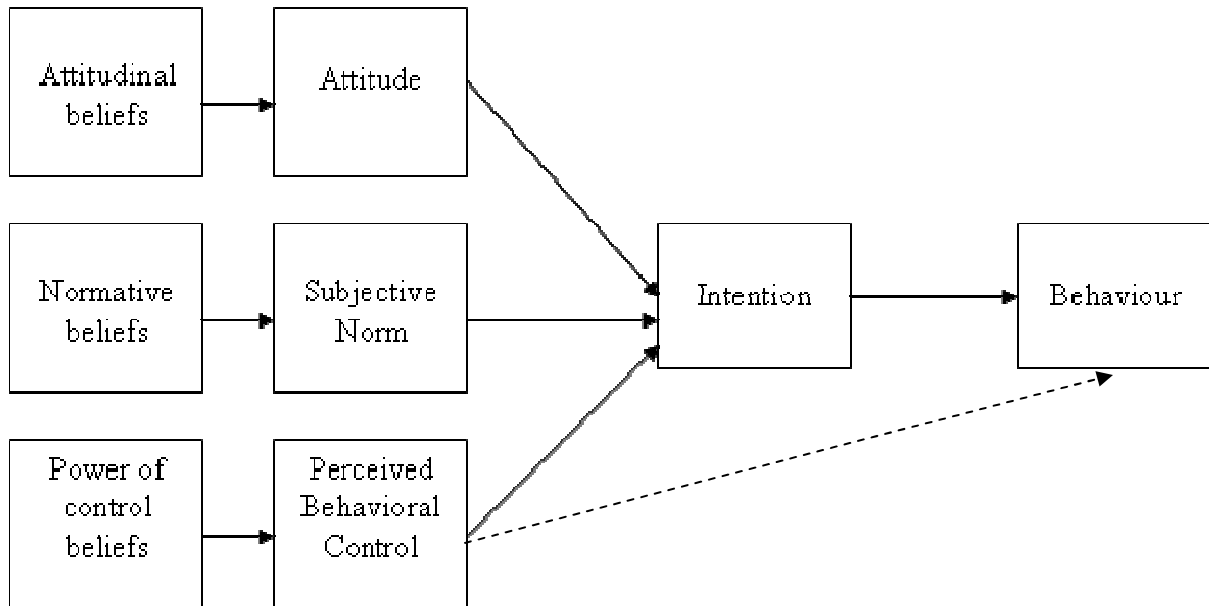 Attitudinal
beliefs
Attitude
Normative
beliefs
Subjective
Norm
Intention
Behaviour
Power of
control
beliefs
Perceived
Behavioral
Control